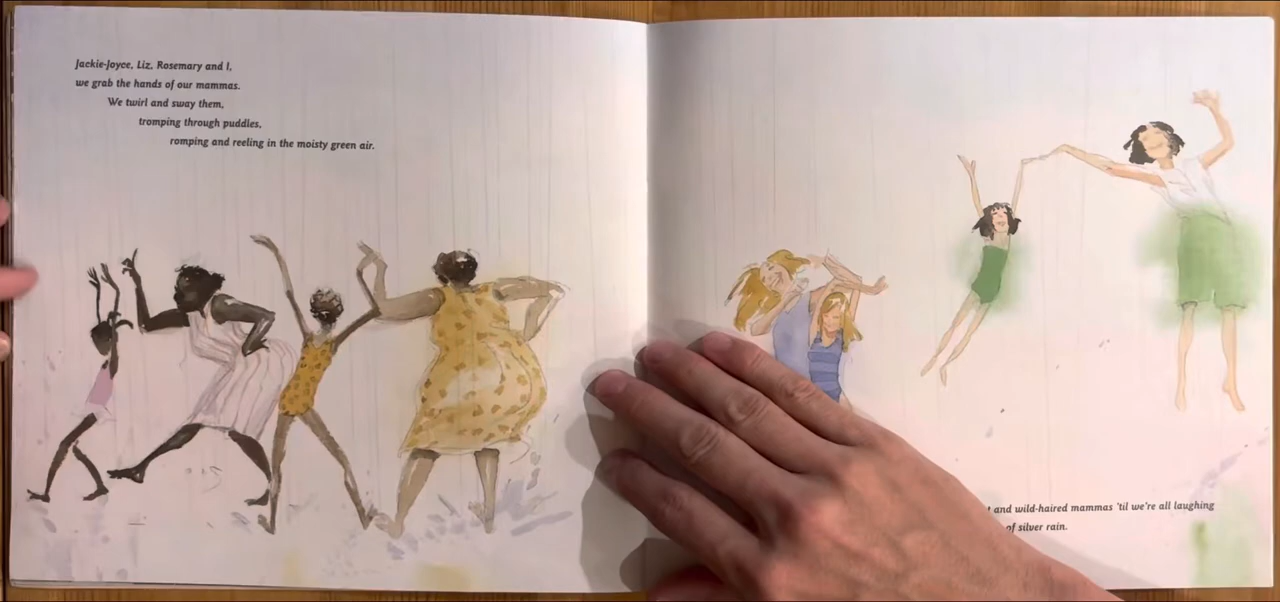 Jackie-Joyce, Liz, Rosemary and I,
we grab the hands of our mammas.
We twirl and sway them,
tromping through puddles,
romping and reeling in the moisty green air.
and wild-haired mammas 'til we're all laughing
of silver rain.